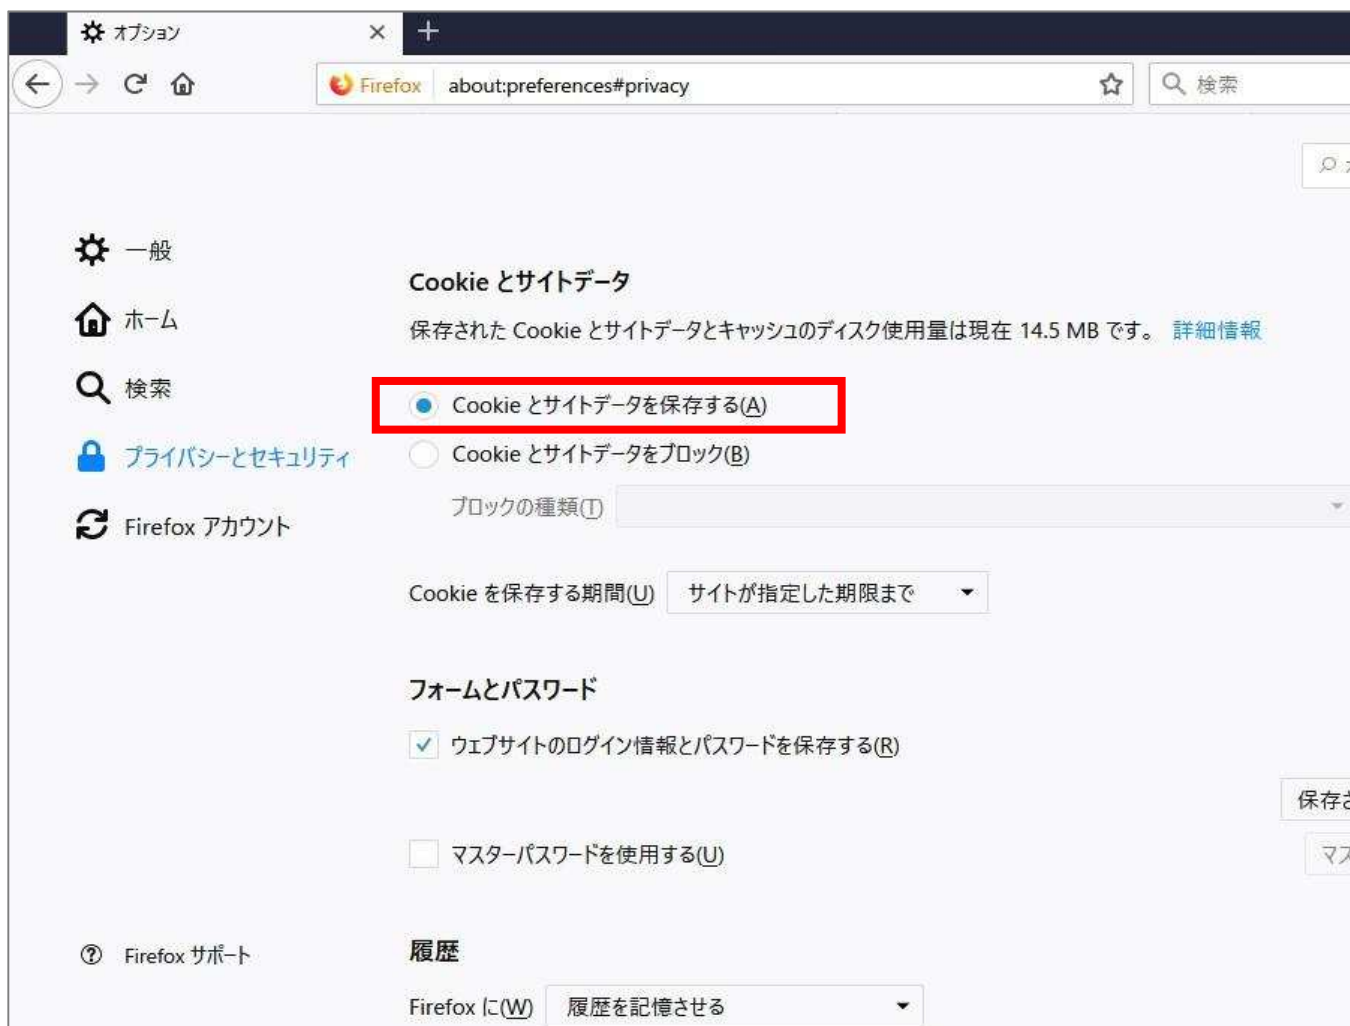 オプション
Firefox about:preferences#privacy 検索
一般
ホーム
検索
プライバシーとセキュリティ
Firefox アカウント
Firefox サポート
Cookie とサイトデータ
保存された Cookie とサイトデータとキャッシュのディスク使用量は現在 14.5 MB です。 詳細情報
Cookie とサイトデータを保存する(A)
Cookie とサイトデータをブロック(B)
ブロックの種類(T)
Cookie を保存する期間(U) サイトが指定した期限まで
フォームとパスワード
ウェブサイトのログイン情報とパスワードを保存する(R)
保存さ
マスターパスワードを使用する(U) マス
履歴
Firefox に(W) 履歴を記憶させる